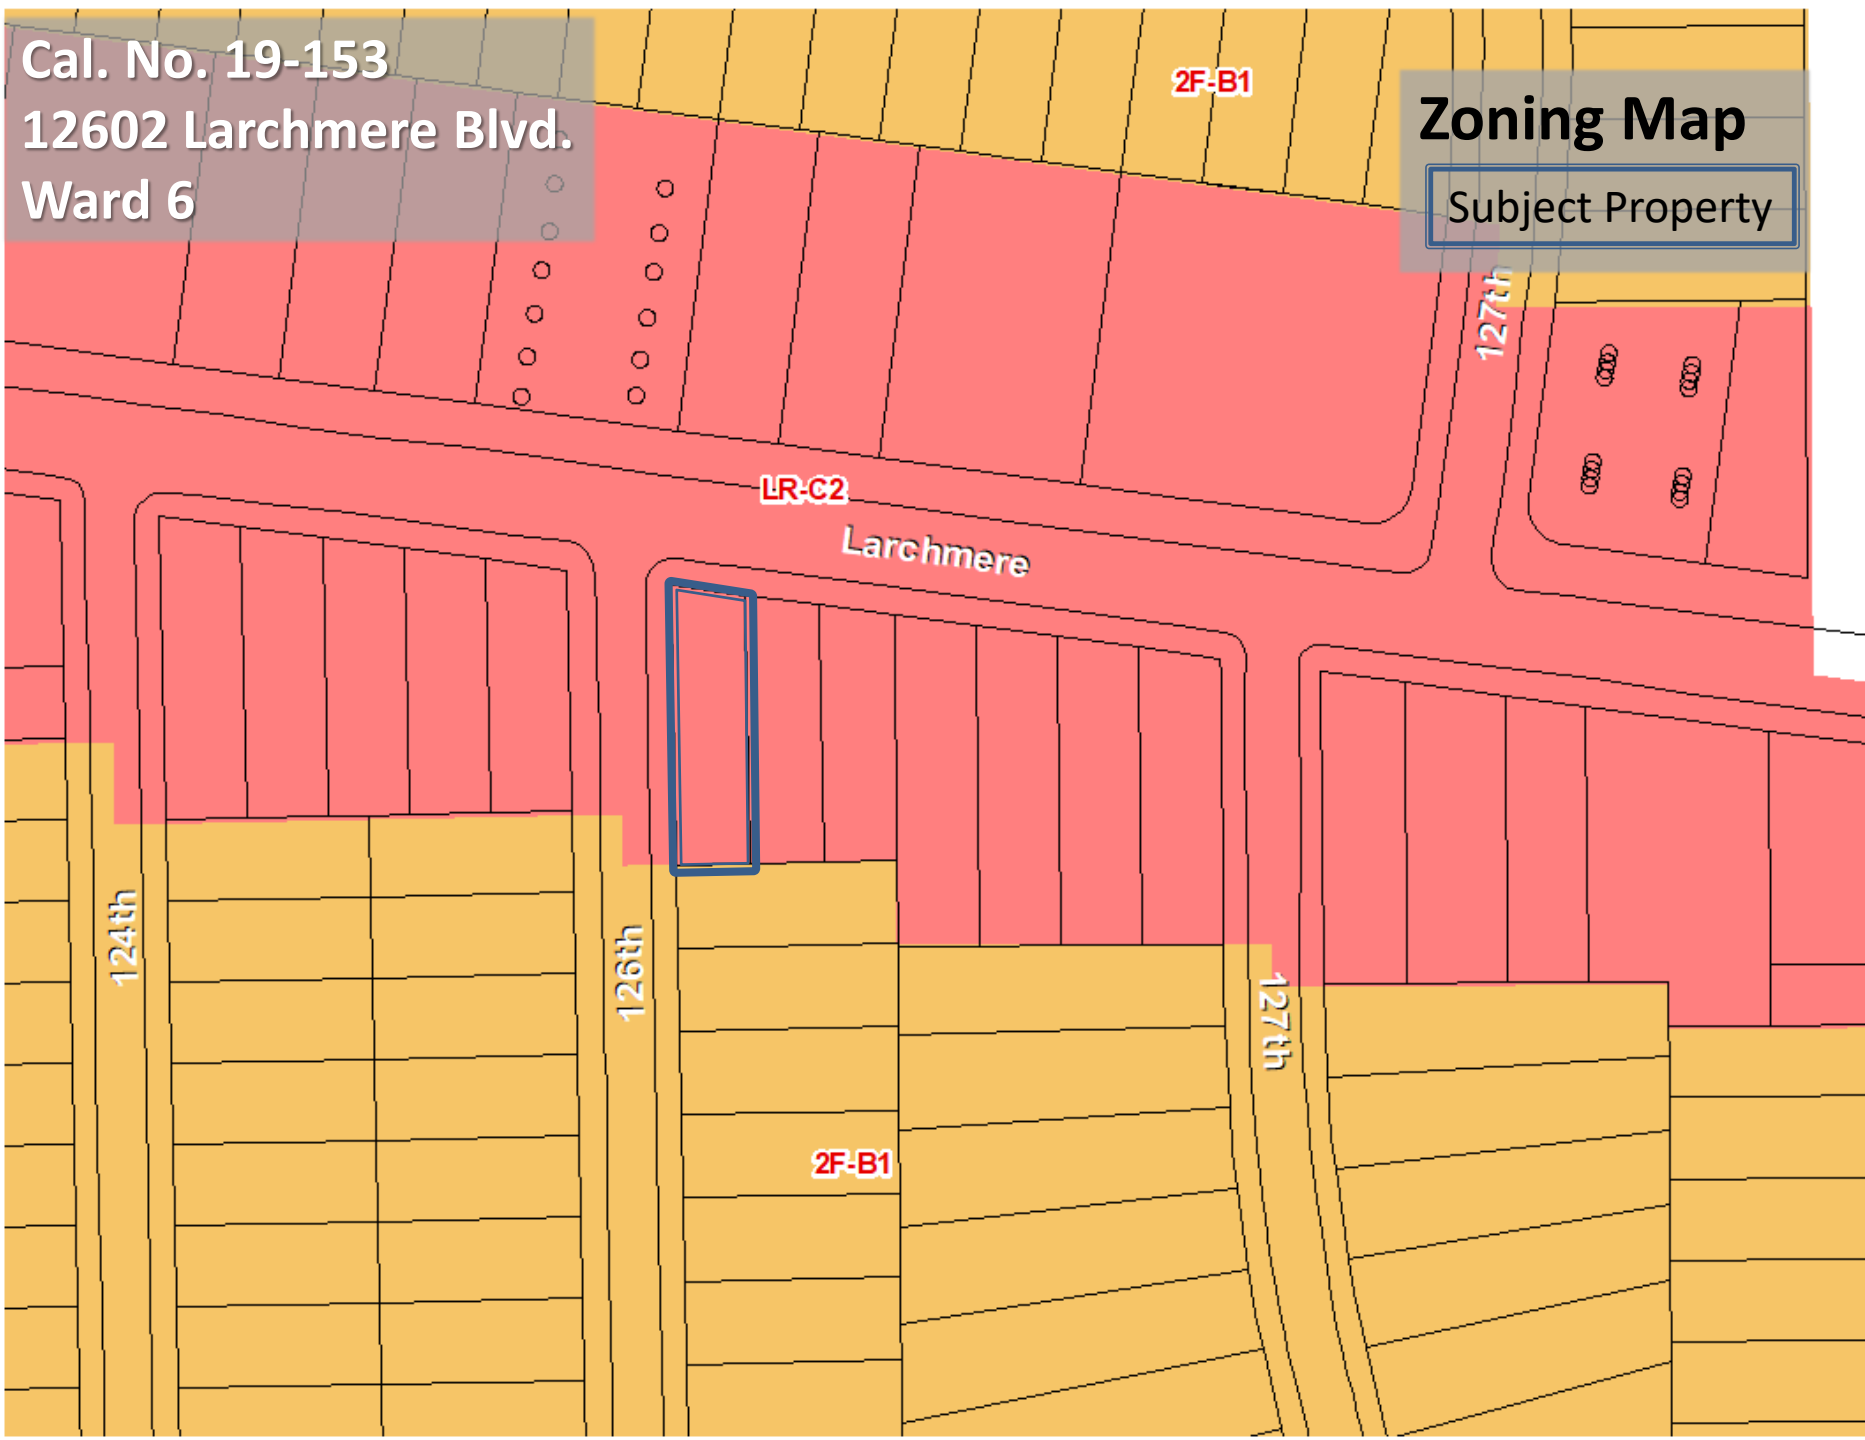 Cal. No. 19-153
12602 Larchmere Blvd.
Ward 6
2F-B1
Zoning Map
Subject Property
127th
LR-C2
Larchmere
124th
126th
127th
2F-B1